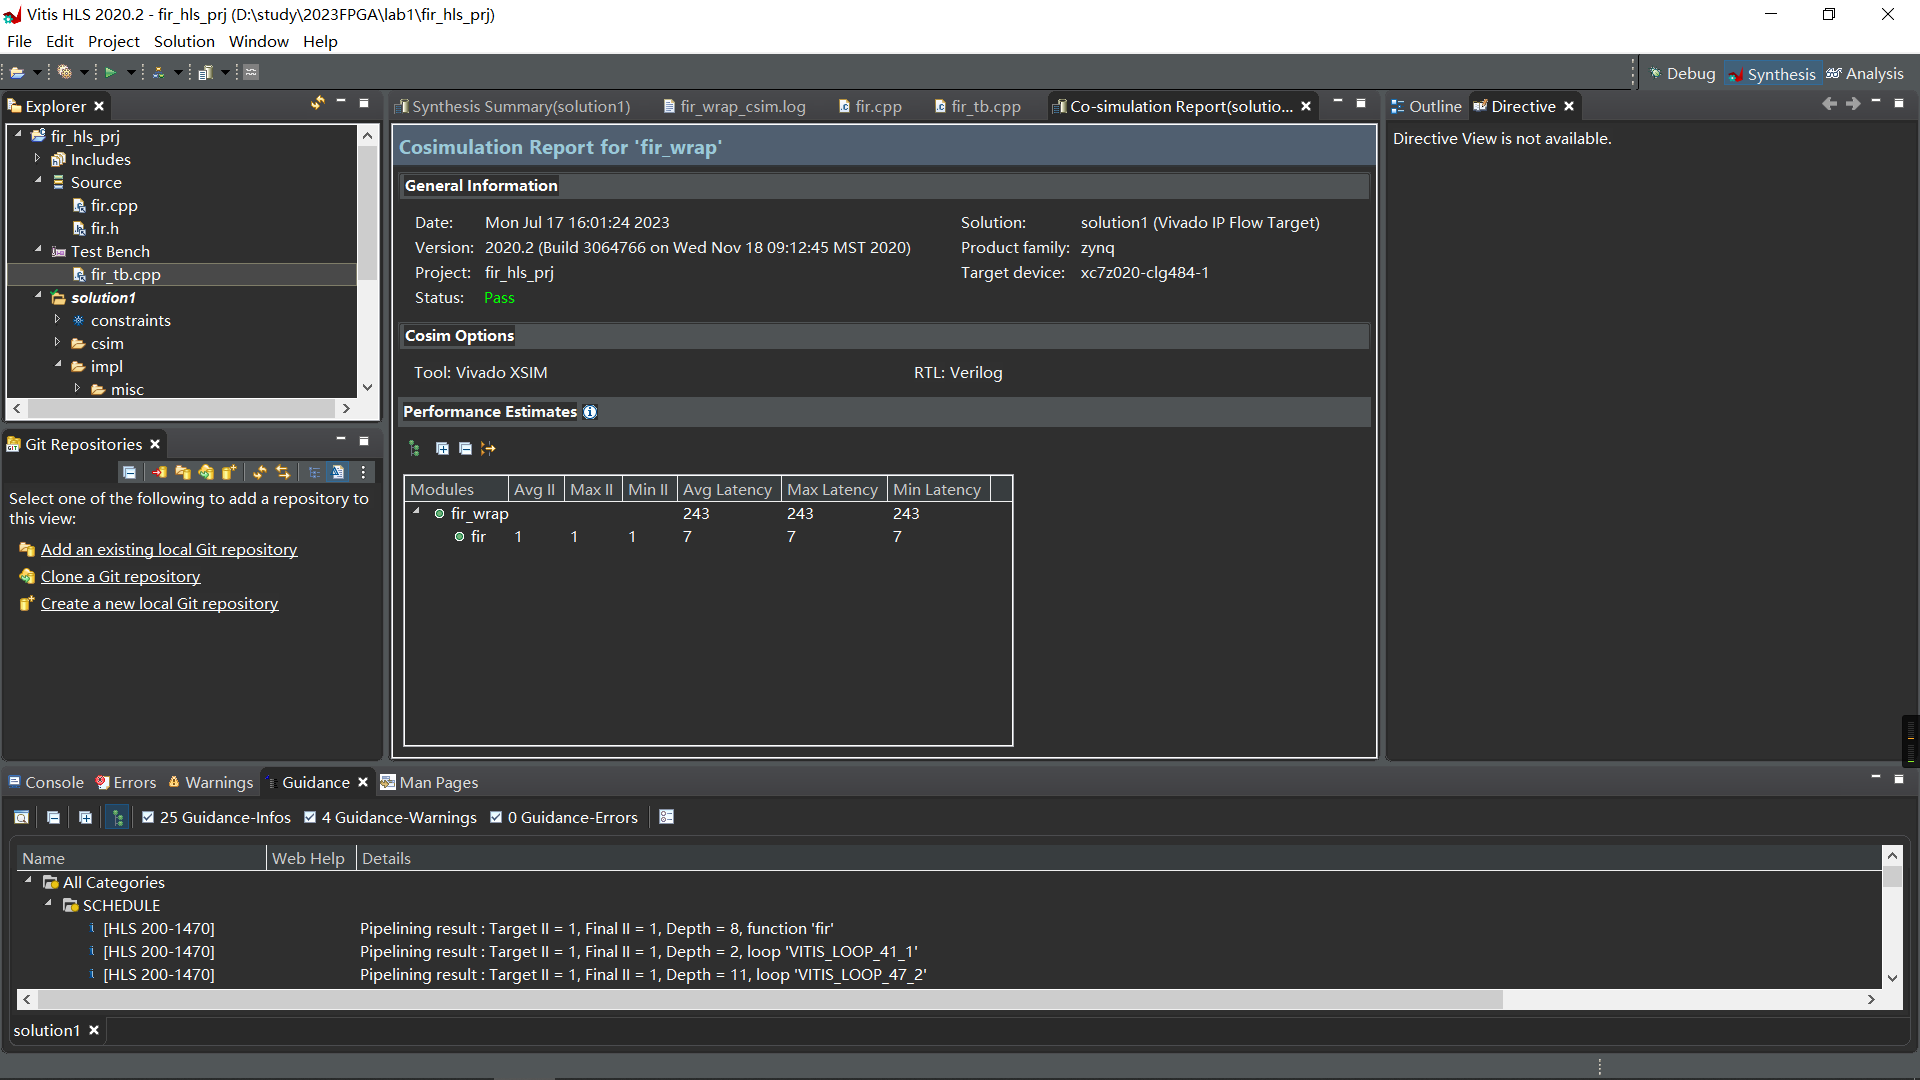 Vitis HLS 2020.2 - fir_hls_prj (D:\study\2023FPGA\lab1\fir_hls_prj)
File Edit Project Solution Window Help
Debug Synthesis Analysis
Explorer
fir_hls_prj
Includes
Source
fir.cpp
fir.h
Test Bench
fir_tb.cpp
solution1
constraints
csim
impl
misc
Git Repositories
Select one of the following to add a repository to
this view:
Add an existing local Git repository
Clone a Git repository
Create a new local Git repository
Synthesis Summary(solution1) fir_wrap_csim.log fir.cpp fir_tb.cpp Co-simulation Report(solutio...
Cosimulation Report for 'fir_wrap'
General Information
Date: Mon Jul 17 16:01:24 2023 Solution: solution1 (Vivado IP Flow Target)
Version: 2020.2 (Build 3064766 on Wed Nov 18 09:12:45 MST 2020) Product family: zynq
Project: fir_hls_prj Target device: xc7z020-clg484-1
Status: Pass
Cosim Options
Tool: Vivado XSIM RTL: Verilog
Performance Estimates
Modules Avg II Max II Min II Avg Latency Max Latency Min Latency
fir_wrap 243 243 243
fir 1 1 1 7 7 7
Outline Directive
Directive View is not available.
Console Errors Warnings Guidance Man Pages
25 Guidance-Infos 4 Guidance-Warnings 0 Guidance-Errors
Name Web Help Details
All Categories
SCHEDULE
[HLS 200-1470] Pipelining result : Target II = 1, Final II = 1, Depth = 8, function 'fir'
[HLS 200-1470] Pipelining result : Target II = 1, Final II = 1, Depth = 2, loop 'VITIS_LOOP_41_1'
[HLS 200-1470] Pipelining result : Target II = 1, Final II = 1, Depth = 11, loop 'VITIS_LOOP_47_2'
solution1